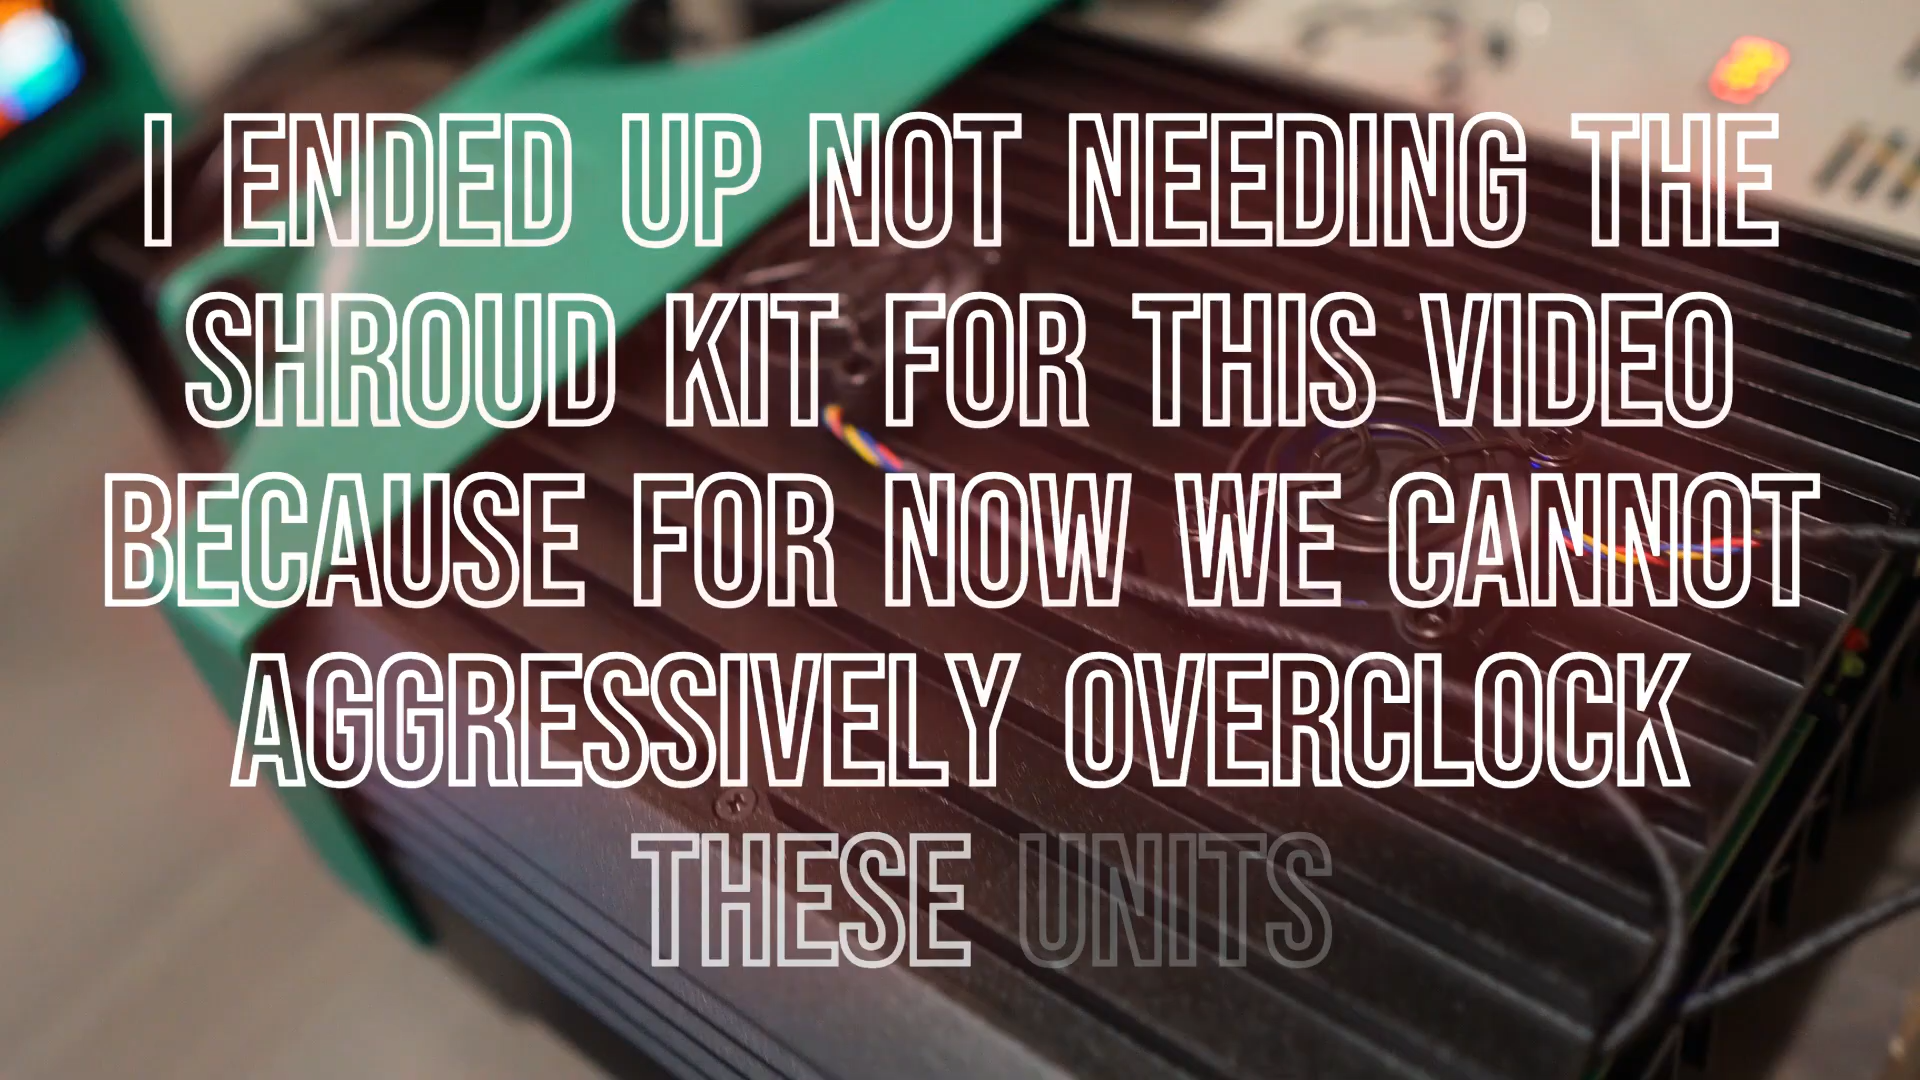 I ENDED UP NOT NEEDING THE
SHROUD KIT FOR THIS VIDEO
BECAUSE FOR NOW WE CANNOT
AGGRESSIVELY OVERCLOCK
THESE UNITS